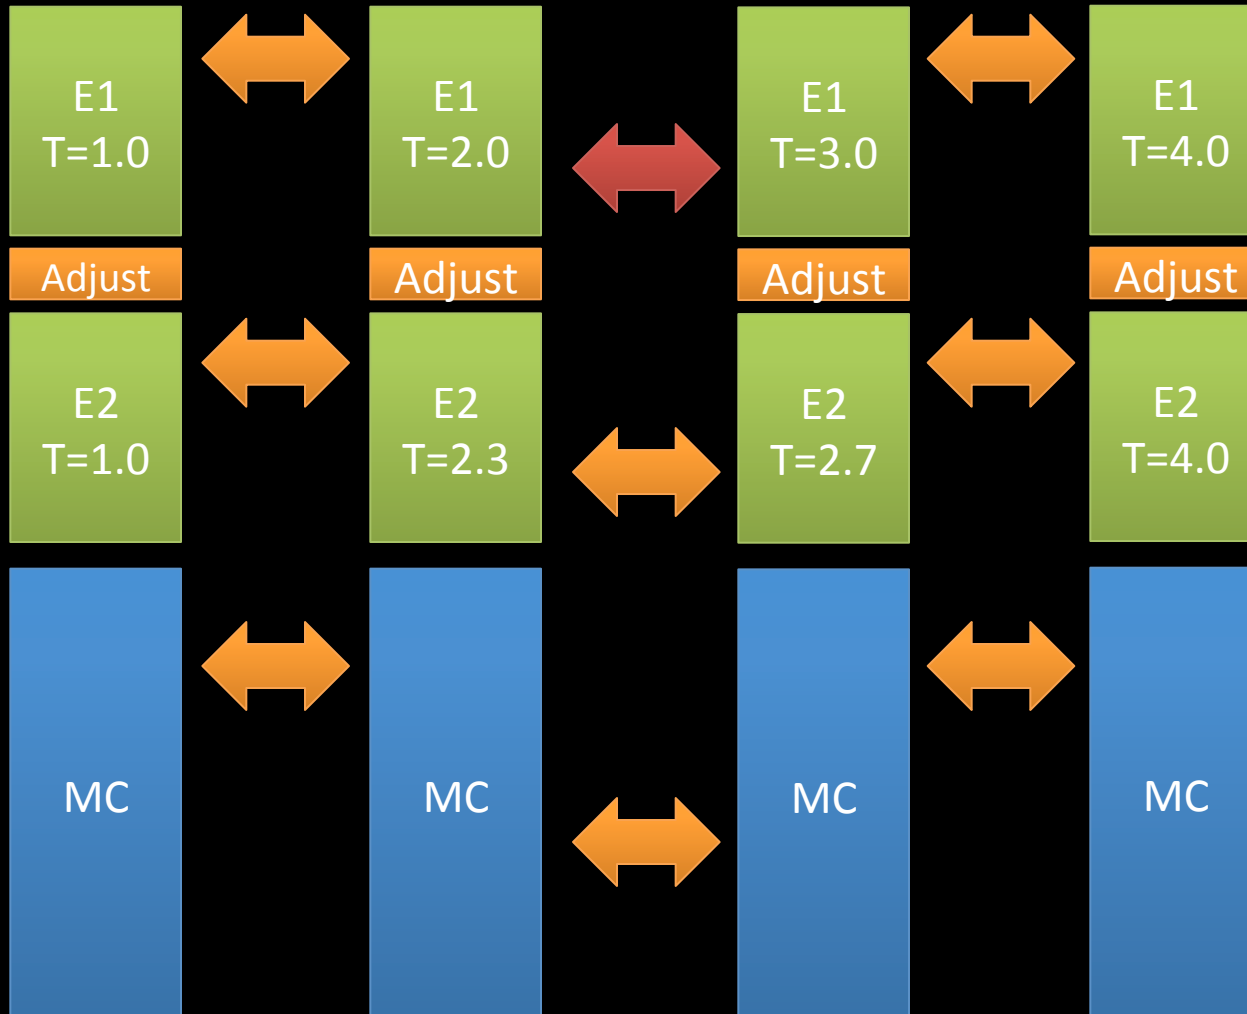 E1
T=1.0
E1
T=2.0
E1
T=3.0
E1
T=4.0
Adjust
Adjust
Adjust
Adjust
E2
T=1.0
E2
T=2.3
E2
T=2.7
E2
T=4.0
MC
MC
MC
MC